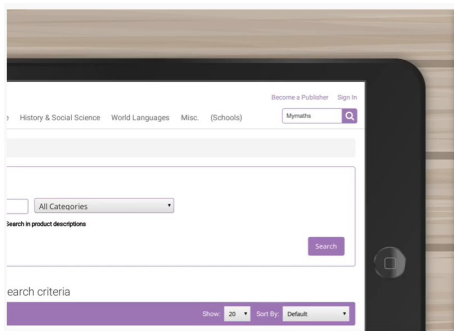 Become a Publisher Sign In
History & Social Science World Languages Misc. (Schools) Mymaths
All Categories
Search in product descriptions
Search
earch criteria
Show: 20 Sort By: Default